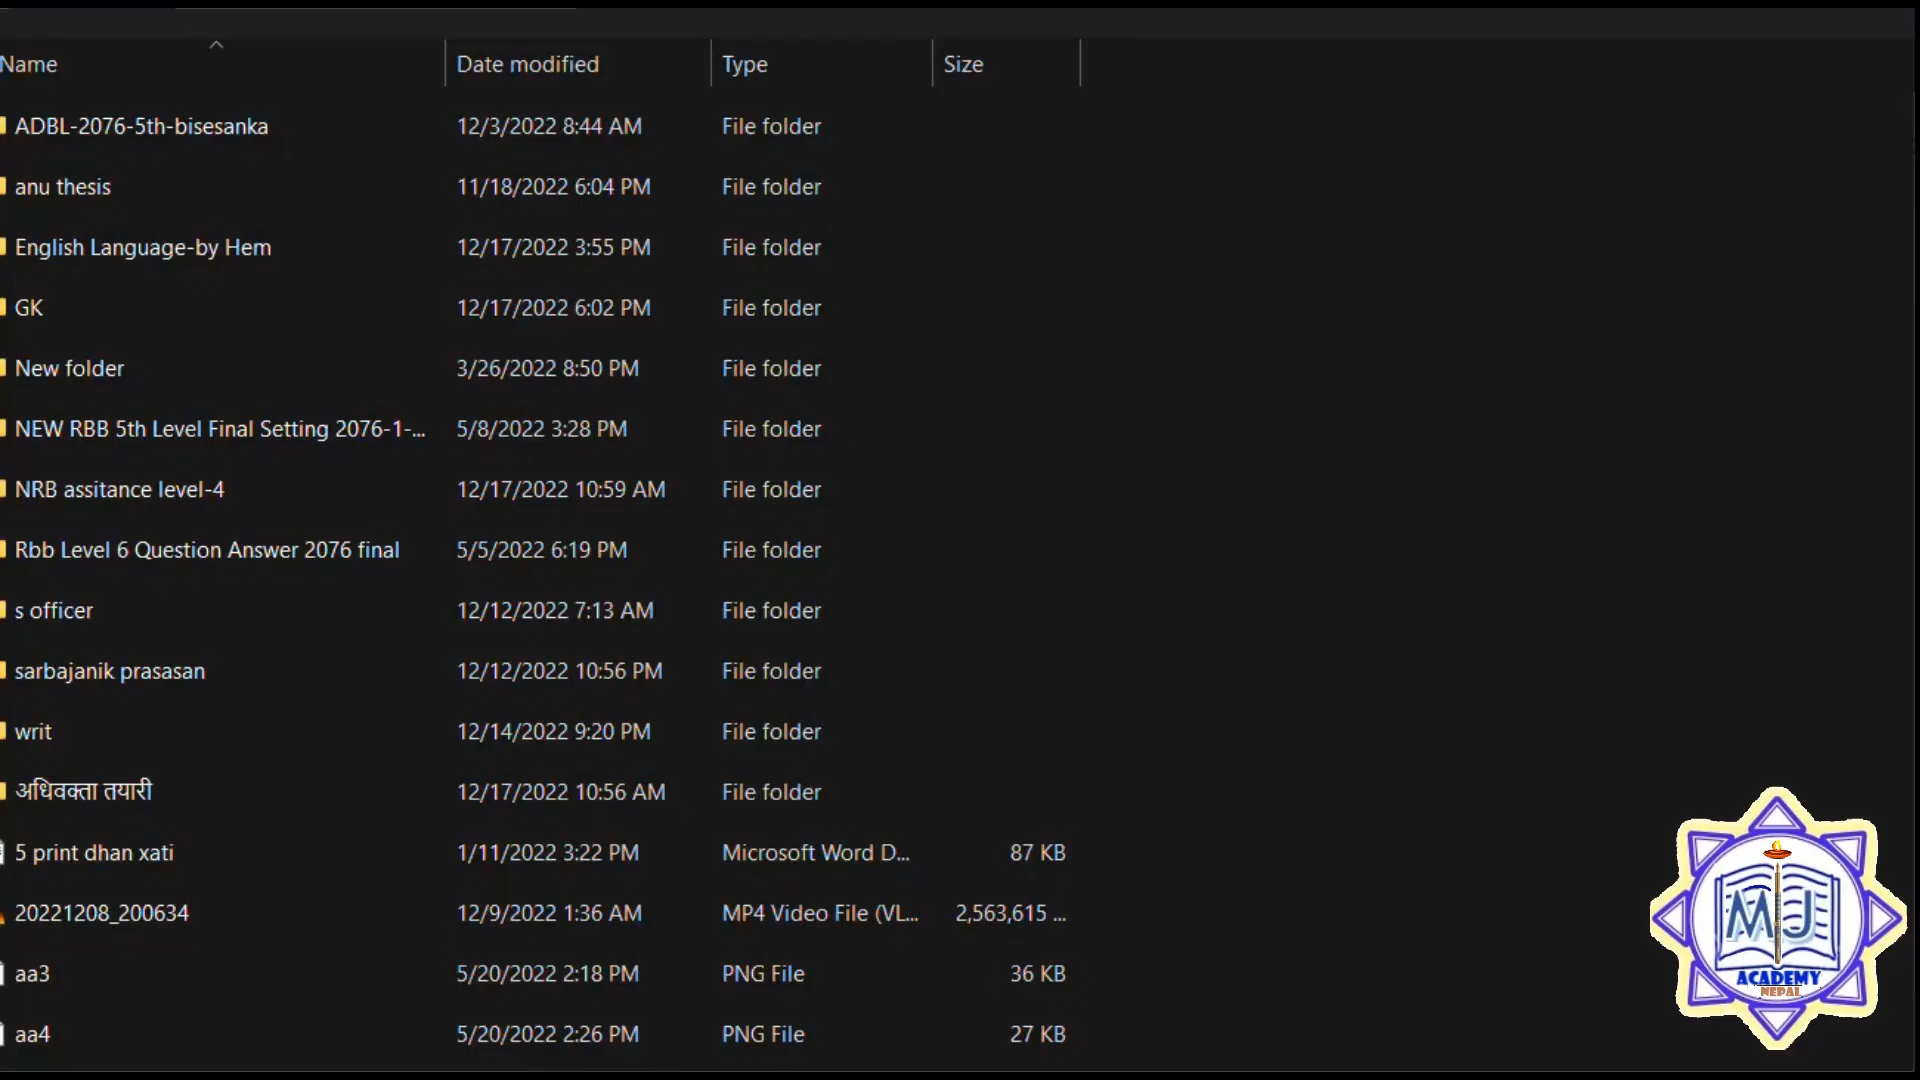 Name Date modified Type Size
ADBL-2076-5th-bisesanka 12/3/2022 8:44 AM File folder
anu thesis 11/18/2022 6:04 PM File folder
English Language-by Hem 12/17/2022 3:55 PM File folder
GK 12/17/2022 6:02 PM File folder
New folder 3/26/2022 8:50 PM File folder
NEW RBB 5th Level Final Setting 2076-1-... 5/8/2022 3:28 PM File folder
NRB assitance level-4 12/17/2022 10:59 AM File folder
Rbb Level 6 Question Answer 2076 final 5/5/2022 6:19 PM File folder
s officer 12/12/2022 7:13 AM File folder
sarbajanik prasasan 12/12/2022 10:56 PM File folder
writ 12/14/2022 9:20 PM File folder
अधिवक्ता तयारी 12/17/2022 10:56 AM File folder
5 print dhan xati 1/11/2022 3:22 PM Microsoft Word D... 87 KB
20221208_200634 12/9/2022 1:36 AM MP4 Video File (VL... 2,563,615 ...
aa3 5/20/2022 2:18 PM PNG File 36 KB
aa4 5/20/2022 2:26 PM PNG File 27 KB
MJ
ACADEMY
NEPAL